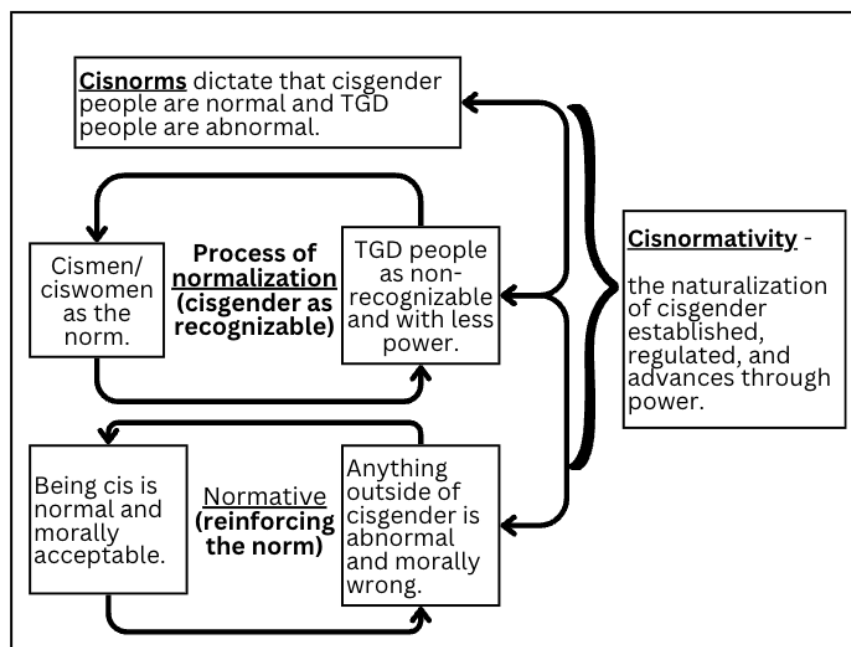 Cisnorms dictate that cisgender
people are normal and TGD
people are abnormal.
Cismen/
ciswomen
as the
norm.
Process of
normalization
(cisgender as
recognizable)
TGD people
as non-
recognizable
and with less
power.
Being cis is
normal and
morally
acceptable.
Normative
(reinforcing
the norm)
Anything
outside of
cisgender is
abnormal
and morally
wrong.
Cisnormativity -
the naturalization
of cisgender
established,
regulated, and
advances through
power.